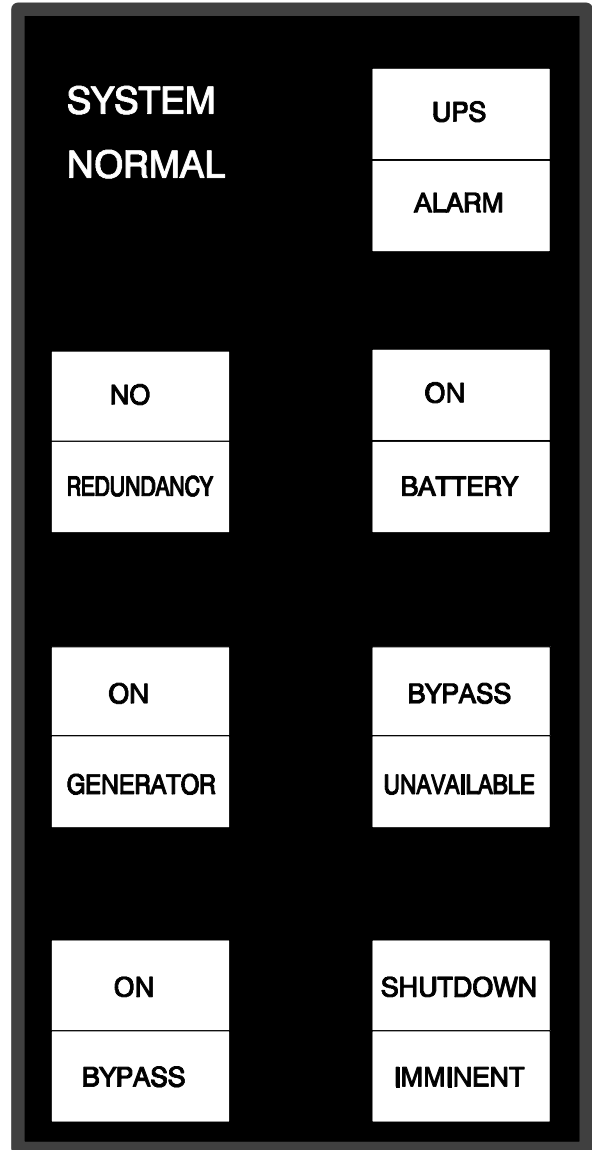 SYSTEM
NORMAL
UPS
ALARM
NO
REDUNDANCY
ON
BATTERY
ON
GENERATOR
BYPASS
UNAVAILABLE
ON
BYPASS
SHUTDOWN
IMMINENT